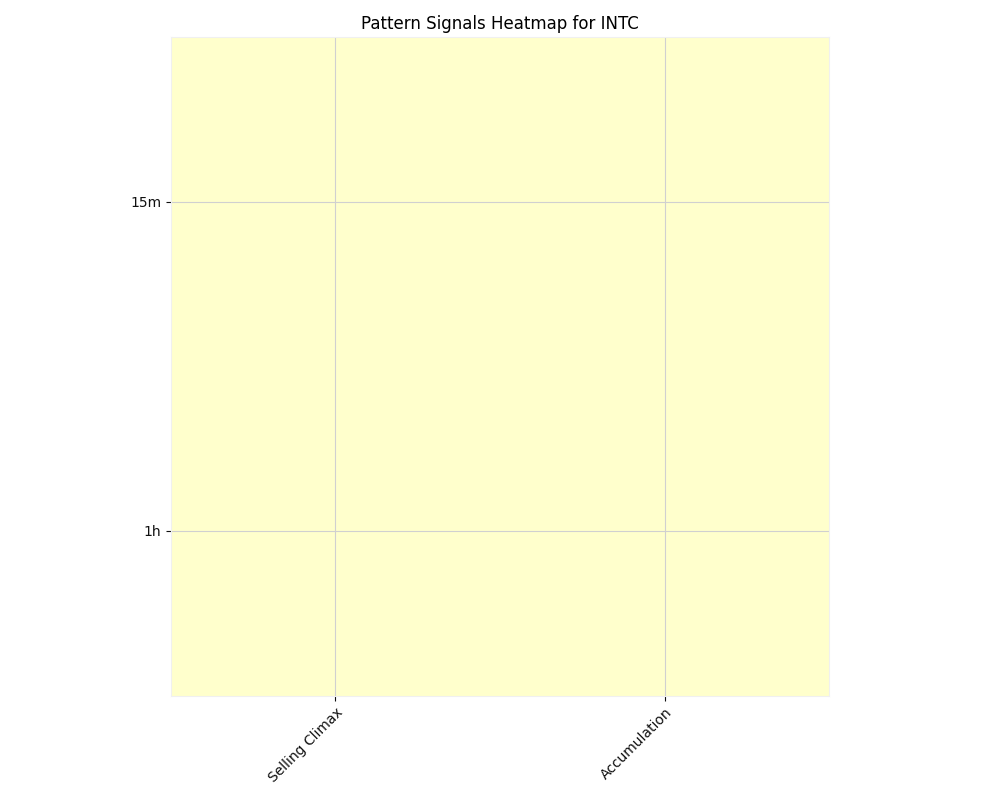 Pattern Signals Heatmap for INTC
15m
1h
Selling Climax
Accumulation